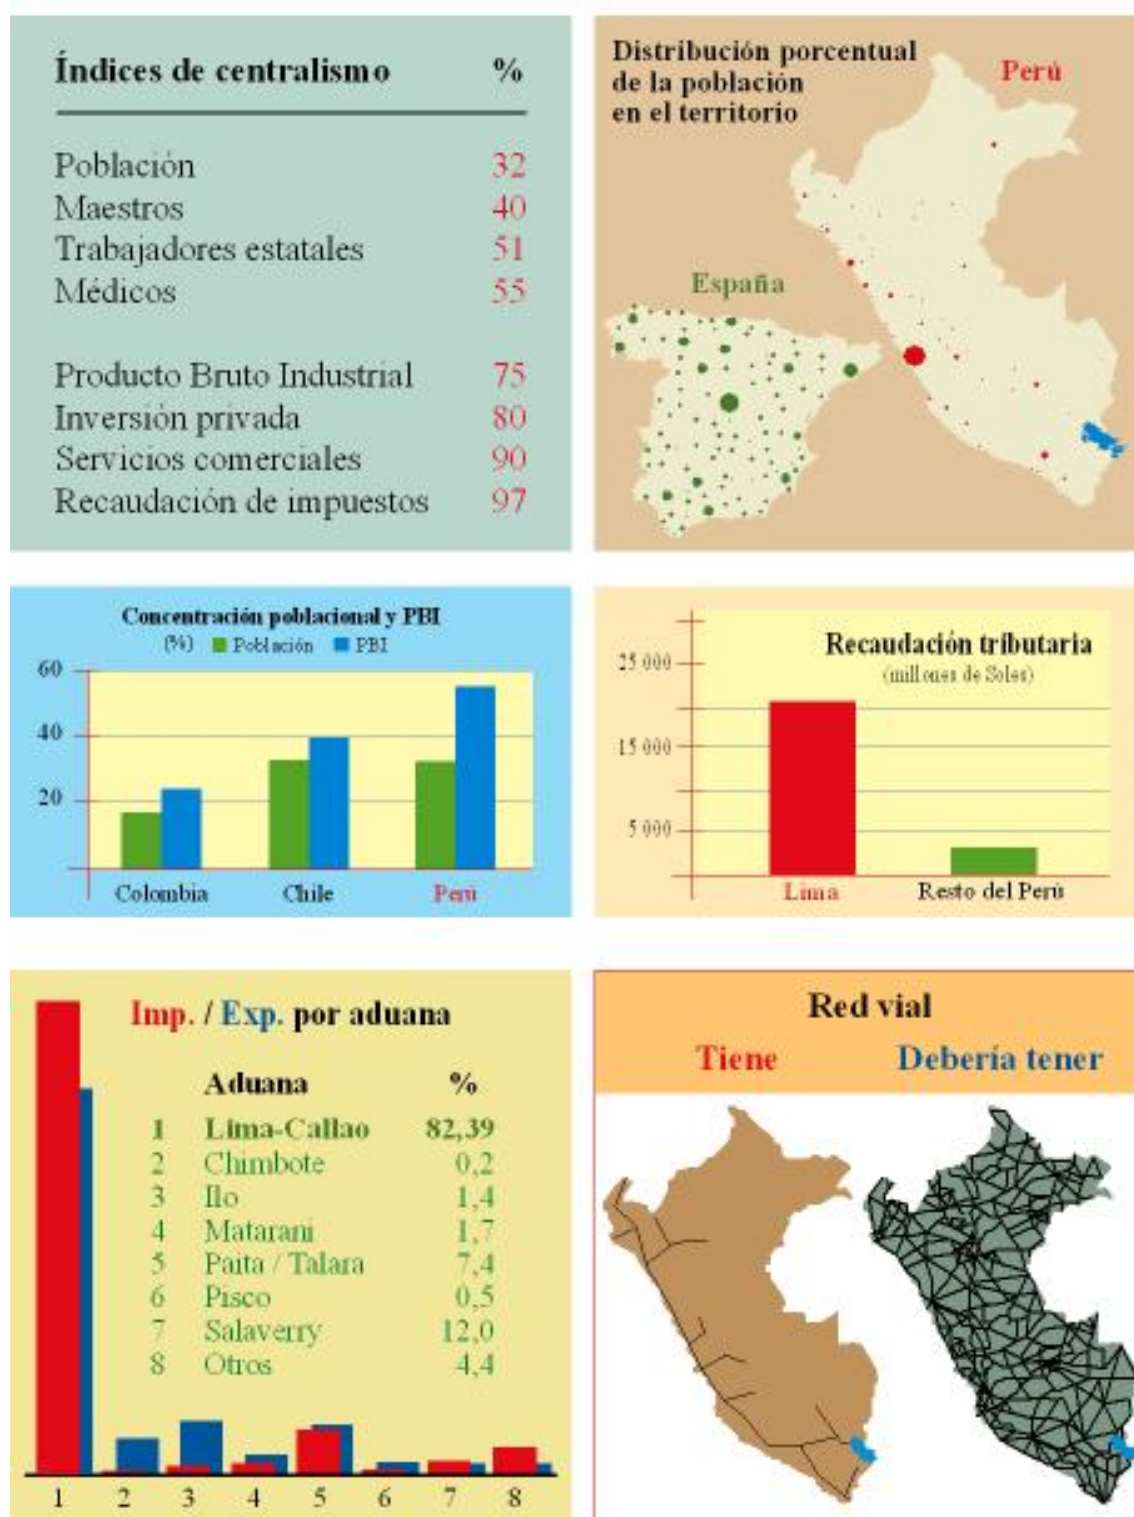 Índices de centralismo %
Población 32
Maestros 40
Trabajadores estatales 51
Médicos 55
Producto Bruto Industrial 75
Inversión privada 80
Servicios comerciales 90
Recaudación de impuestos 97
Distribución porcentual
de la población
en el territorio
Perú
España
Concentración poblacional y PBI
(%) Población PBI
60
40
20
Colombia Chile Perú
Recaudación tributaria
(millones de Soles)
25 000
15 000
5 000
Lima Resto del Perú
Imp. / Exp. por aduana
Aduana %
1 Lima-Callao 82,39
2 Chimbote 0,2
3 Ilo 1,4
4 Matarani 1,7
5 Paita / Talara 7,4
6 Pisco 0,5
7 Salaverry 12,0
8 Otros 4,4
1 2 3 4 5 6 7 8
Red vial
Tiene Debería tener